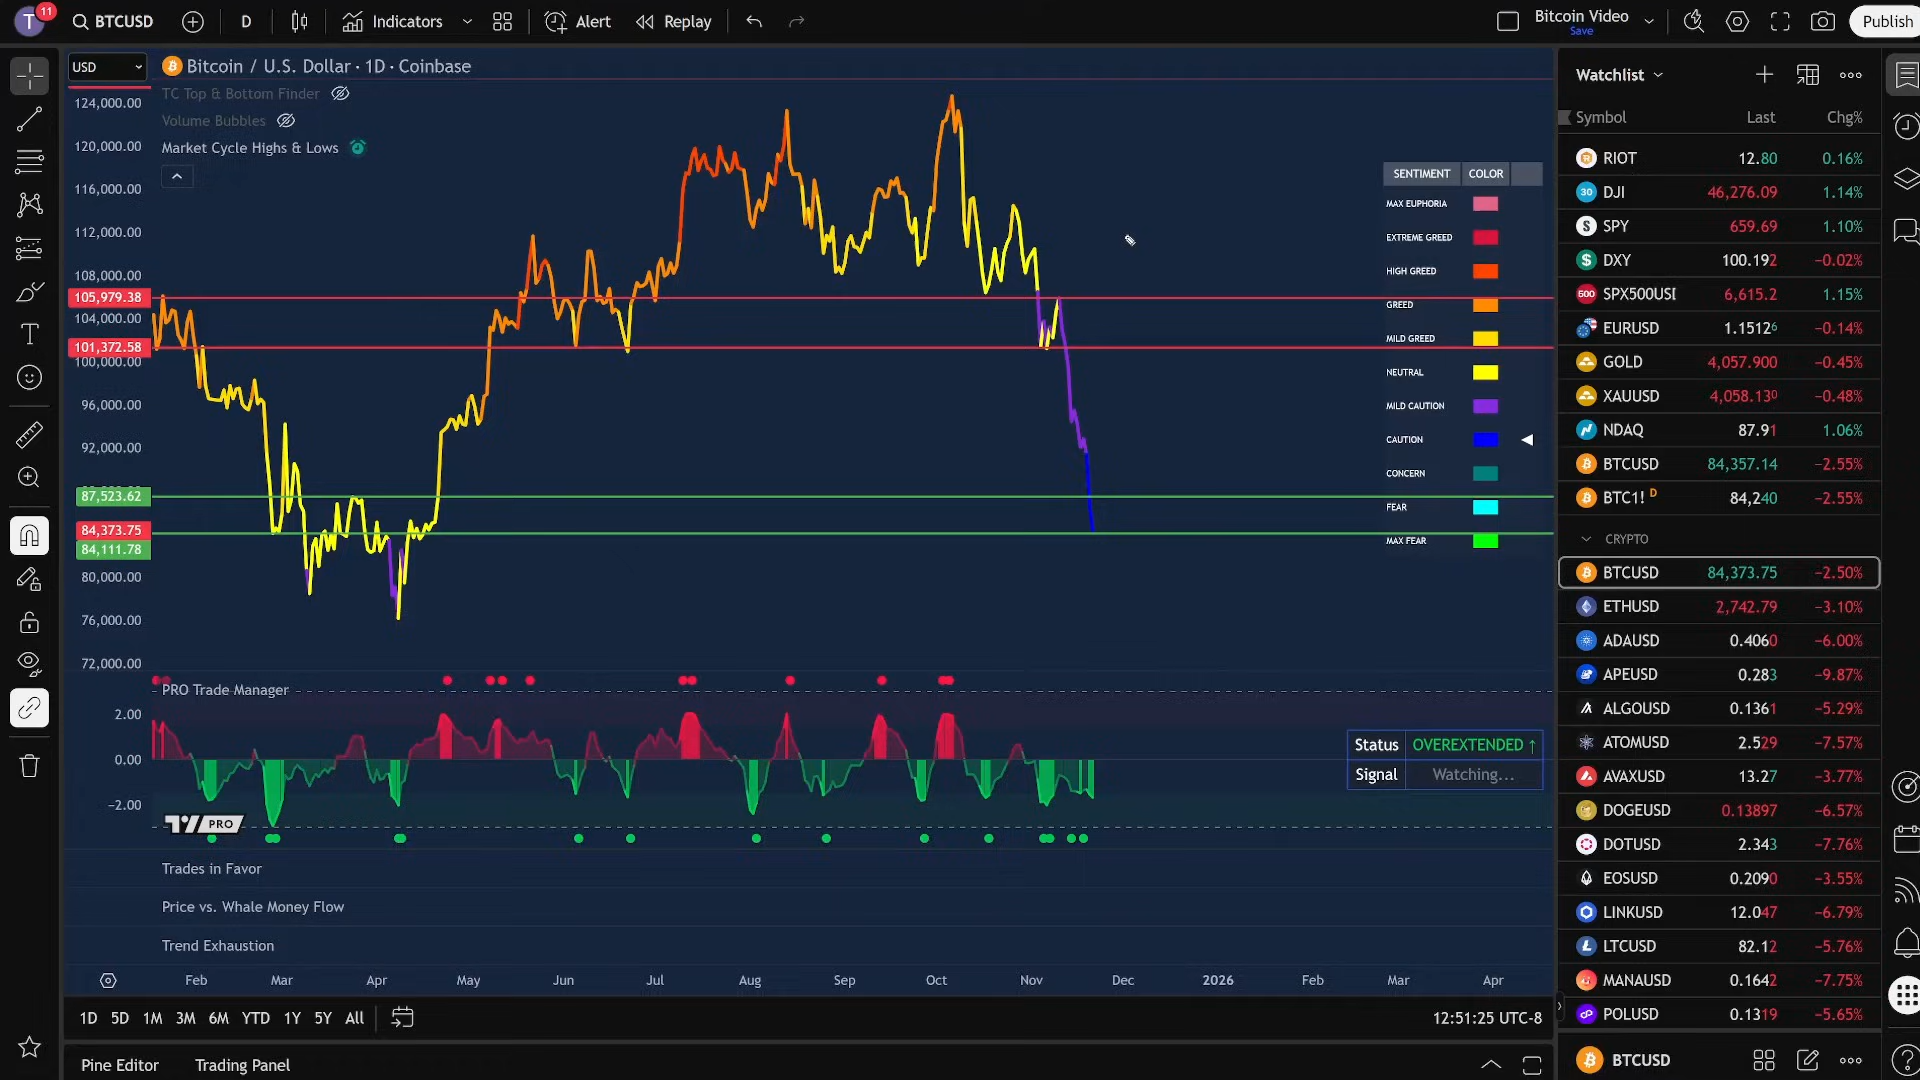 T 11 BTCUSD D Indicators Alert Replay Bitcoin Video Save Publish
USD Bitcoin / U.S. Dollar · 1D · Coinbase
TC Top & Bottom Finder
Volume Bubbles
Market Cycle Highs & Lows
124,000.00
120,000.00
116,000.00
112,000.00
108,000.00
105,979.38
104,000.00
101,372.58
100,000.00
96,000.00
92,000.00
87,523.62
84,373.75
84,111.78
80,000.00
76,000.00
72,000.00
SENTIMENT COLOR
MAX EUPHORIA
EXTREME GREED
HIGH GREED
GREED
MILD GREED
NEUTRAL
MILD CAUTION
CAUTION
CONCERN
FEAR
MAX FEAR
PRO Trade Manager
2.00
0.00
−2.00
Status OVEREXTENDED ↑
Signal Watching...
PRO
Trades in Favor
Price vs. Whale Money Flow
Trend Exhaustion
Feb Mar Apr May Jun Jul Aug Sep Oct Nov Dec 2026 Feb Mar Apr
1D 5D 1M 3M 6M YTD 1Y 5Y All 12:51:25 UTC-8
Pine Editor Trading Panel
Watchlist
Symbol Last Chg%
RIOT 12.80 0.16%
30 DJI 46,276.09 1.14%
S SPY 659.69 1.10%
$ DXY 100.192 −0.02%
500 SPX500USI 6,615.2 1.15%
EURUSD 1.15126 −0.14%
GOLD 4,057.900 −0.45%
XAUUSD 4,058.130 −0.48%
NDAQ 87.91 1.06%
BTCUSD 84,357.14 −2.55%
BTC1! D 84,240 −2.55%
CRYPTO
BTCUSD 84,373.75 −2.50%
ETHUSD 2,742.79 −3.10%
ADAUSD 0.4060 −6.00%
APEUSD 0.283 −9.87%
ALGOUSD 0.1361 −5.29%
ATOMUSD 2.529 −7.57%
AVAXUSD 13.27 −3.77%
DOGEUSD 0.13897 −6.57%
DOTUSD 2.343 −7.76%
EOSUSD 0.2090 −3.55%
LINKUSD 12.047 −6.79%
LTCUSD 82.12 −5.76%
MANAUSD 0.1642 −7.75%
POLUSD 0.1319 −5.65%
BTCUSD